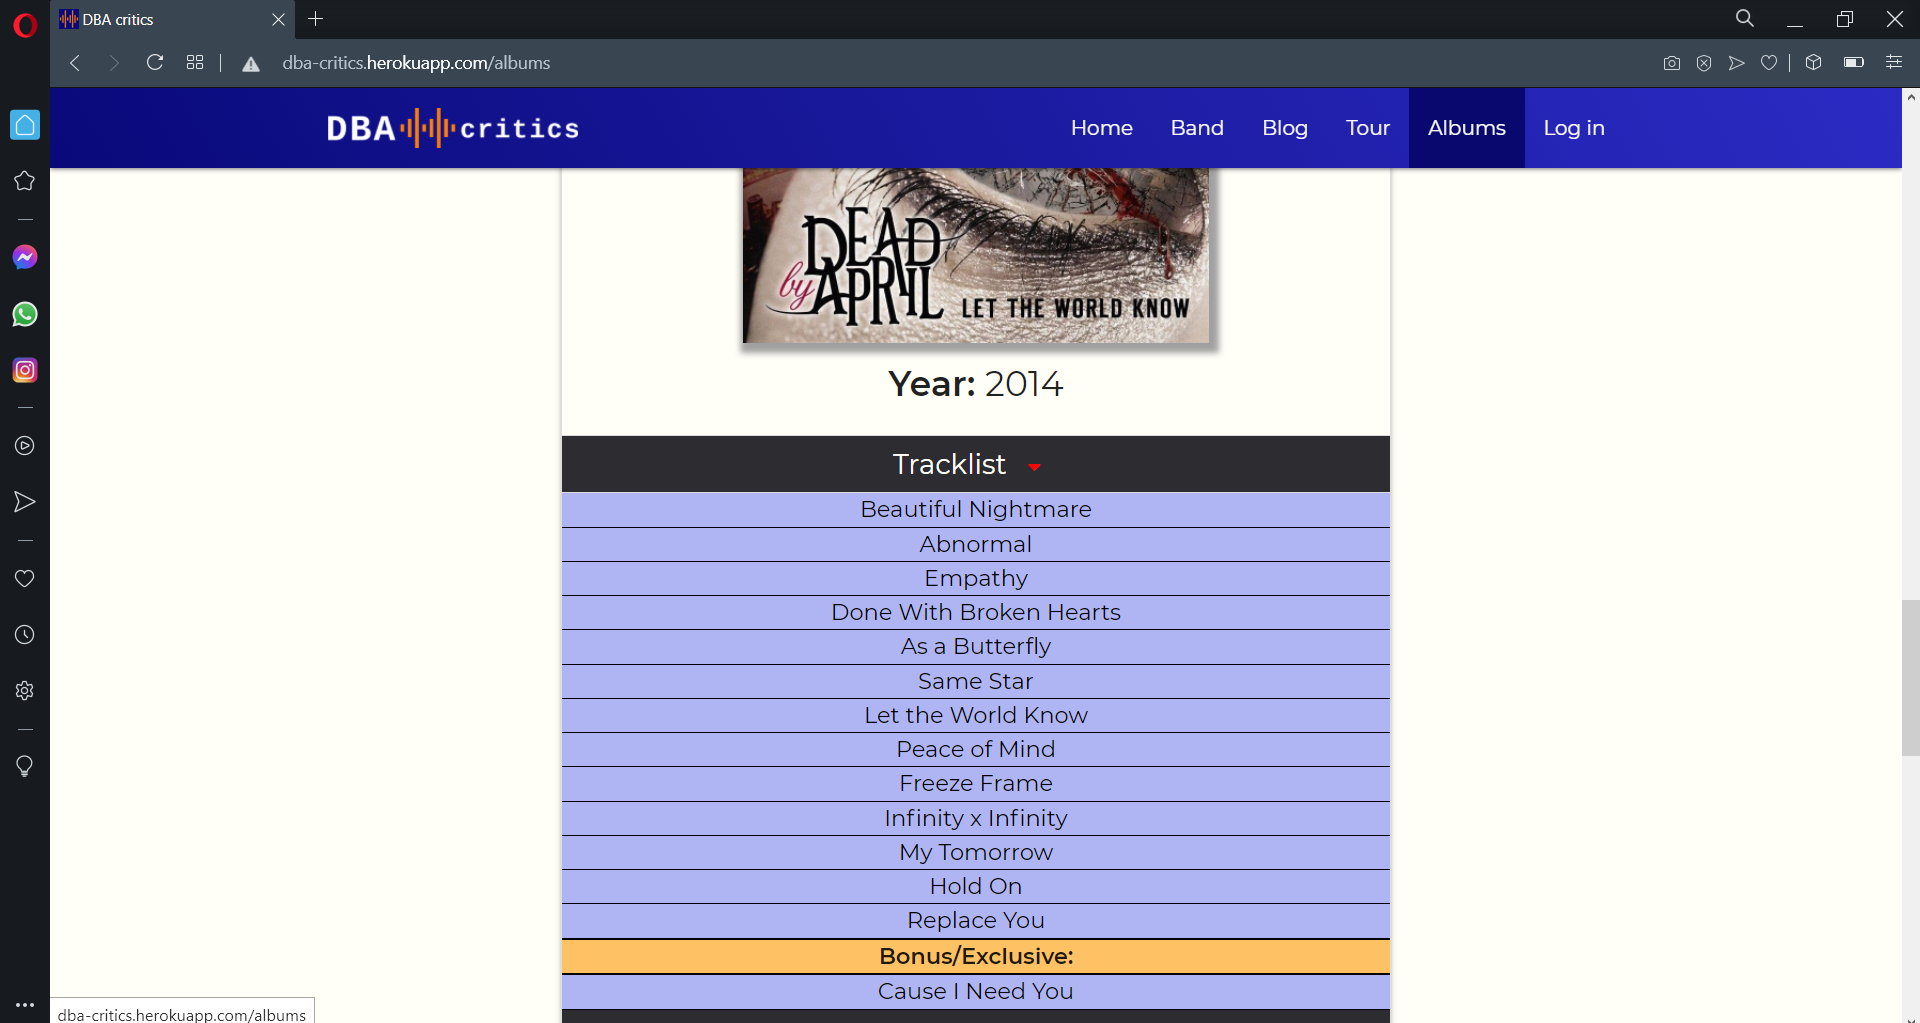 DBA critics
dba-critics.herokuapp.com/albums
DBA critics
Home Band Blog Tour Albums Log in
DEAD
by APRIL
LET THE WORLD KNOW
Year: 2014
Tracklist
Beautiful Nightmare
Abnormal
Empathy
Done With Broken Hearts
As a Butterfly
Same Star
Let the World Know
Peace of Mind
Freeze Frame
Infinity x Infinity
My Tomorrow
Hold On
Replace You
Bonus/Exclusive:
Cause I Need You
dba-critics.herokuapp.com/albums